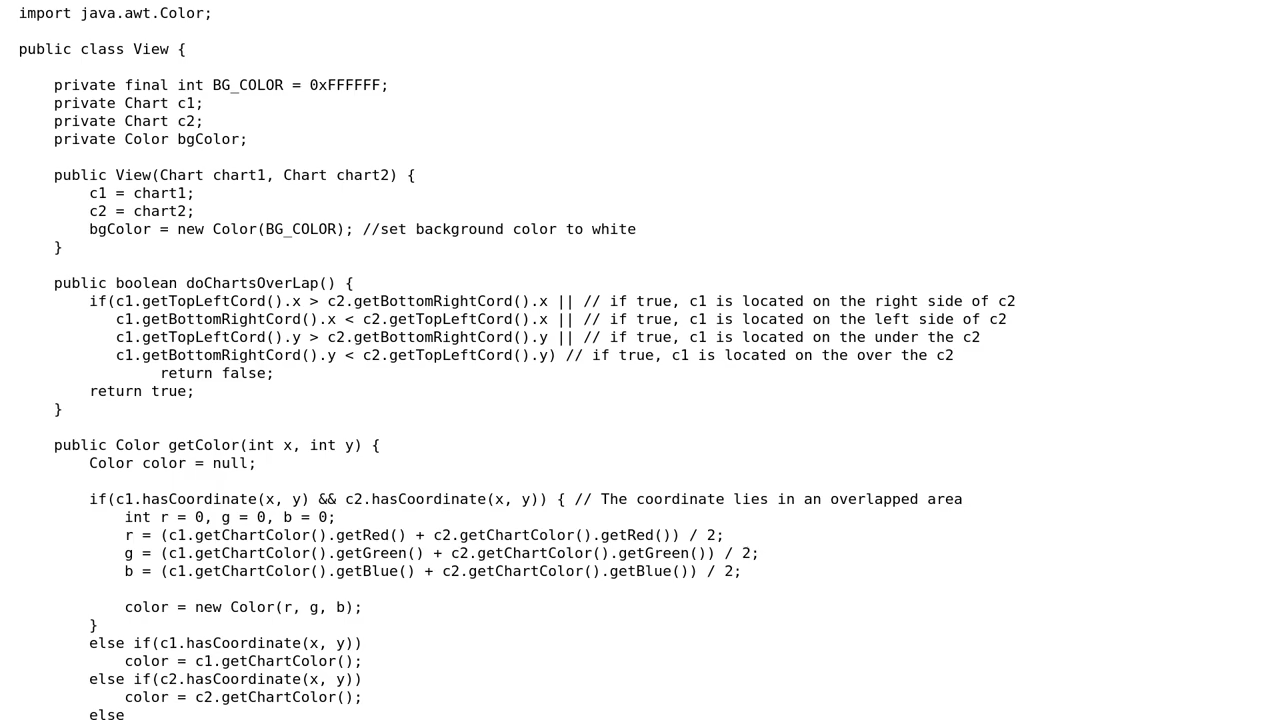 import java.awt.Color;

public class View {

    private final int BG_COLOR = 0xFFFFFF;
    private Chart c1;
    private Chart c2;
    private Color bgColor;

    public View(Chart chart1, Chart chart2) {
        c1 = chart1;
        c2 = chart2;
        bgColor = new Color(BG_COLOR); //set background color to white
    }

    public boolean doChartsOverLap() {
        if(c1.getTopLeftCord().x > c2.getBottomRightCord().x || // if true, c1 is located on the right side of c2
           c1.getBottomRightCord().x < c2.getTopLeftCord().x || // if true, c1 is located on the left side of c2
           c1.getTopLeftCord().y > c2.getBottomRightCord().y || // if true, c1 is located on the under the c2
           c1.getBottomRightCord().y < c2.getTopLeftCord().y) // if true, c1 is located on the over the c2
                return false;
        return true;
    }

    public Color getColor(int x, int y) {
        Color color = null;

        if(c1.hasCoordinate(x, y) && c2.hasCoordinate(x, y)) { // The coordinate lies in an overlapped area
            int r = 0, g = 0, b = 0;
            r = (c1.getChartColor().getRed() + c2.getChartColor().getRed()) / 2;
            g = (c1.getChartColor().getGreen() + c2.getChartColor().getGreen()) / 2;
            b = (c1.getChartColor().getBlue() + c2.getChartColor().getBlue()) / 2;

            color = new Color(r, g, b);
        }
        else if(c1.hasCoordinate(x, y))
            color = c1.getChartColor();
        else if(c2.hasCoordinate(x, y))
            color = c2.getChartColor();
        else